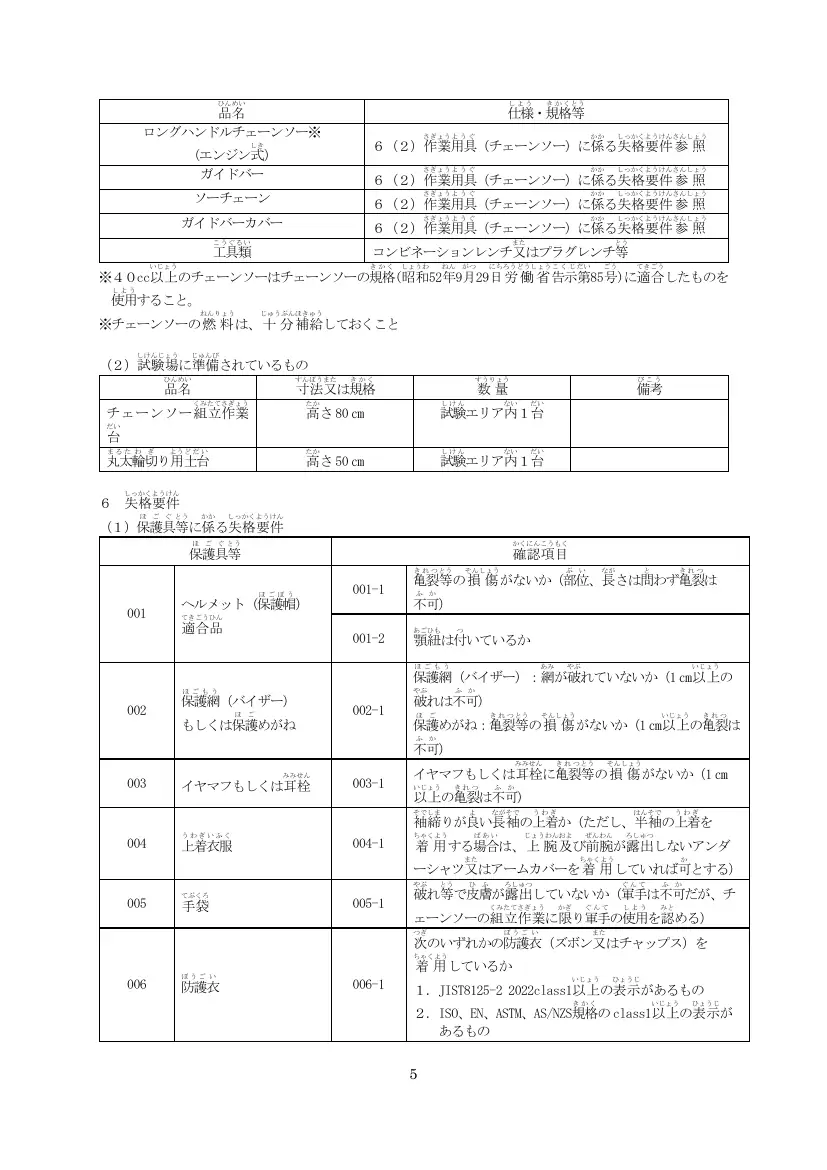 品名 仕様・規格等
ロングハンドルチェーンソー※
(エンジン式)
6（2）作業用具（チェーンソー）に係る失格要件参照
ガイドバー 6（2）作業用具（チェーンソー）に係る失格要件参照
ソーチェーン 6（2）作業用具（チェーンソー）に係る失格要件参照
ガイドバーカバー 6（2）作業用具（チェーンソー）に係る失格要件参照
工具類 コンビネーションレンチ又はプラグレンチ等
※４０cc以上のチェーンソーはチェーンソーの規格(昭和52年9月29日労働省告示第85号)に適合したものを
使用すること。
※チェーンソーの燃料は、十分補給しておくこと
（2）試験場に準備されているもの
品名 寸法又は規格 数量 備考
チェーンソー組立作業
台
高さ80㎝ 試験エリア内１台
丸太輪切り用土台 高さ50㎝ 試験エリア内１台
６ 失格要件
（1）保護具等に係る失格要件
保護具等 確認項目
001 ヘルメット（保護帽）
適合品
001-1 亀裂等の損傷がないか（部位、長さは問わず亀裂は
不可）
001-2 顎紐は付いているか
002 保護網（バイザー）
もしくは保護めがね
002-1 保護網（バイザー）：網が破れていないか（1㎝以上の
破れは不可）
保護めがね：亀裂等の損傷がないか（1㎝以上の亀裂は
不可）
003 イヤマフもしくは耳栓 003-1 イヤマフもしくは耳栓に亀裂等の損傷がないか（1㎝
以上の亀裂は不可）
004 上着衣服 004-1 袖締りが良い長袖の上着か（ただし、半袖の上着を
着用する場合は、上腕及び前腕が露出しないアンダ
ーシャツ又はアームカバーを着用していれば可とする）
005 手袋 005-1 破れ等で皮膚が露出していないか（軍手は不可だが、チ
ェーンソーの組立作業に限り軍手の使用を認める）
006 防護衣 006-1 次のいずれかの防護衣（ズボン又はチャップス）を
着用しているか
１．JIST8125-2 2022class1以上の表示があるもの
２．ISO、EN、ASTM、AS/NZS規格のclass1以上の表示が
あるもの
5